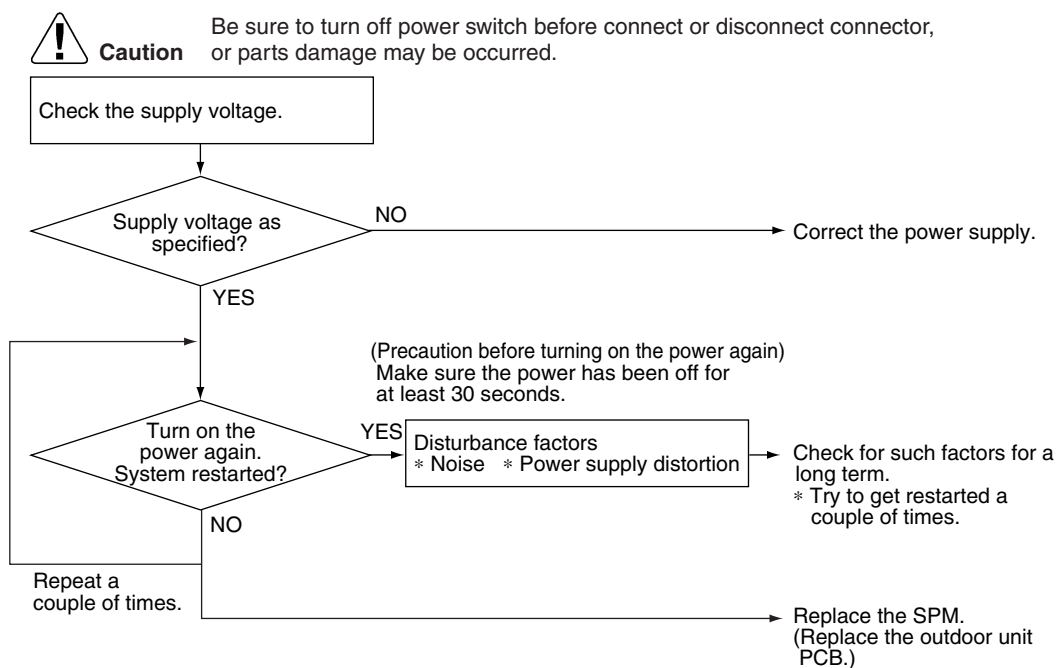 Be sure to turn off power switch before connect or disconnect connector,
Caution or parts damage may be occurred.
Check the supply voltage.
Supply voltage as
specified?
NO
Correct the power supply.
YES
(Precaution before turning on the power again)
Make sure the power has been off for
at least 30 seconds.
Turn on the
power again.
System restarted?
YES
Disturbance factors
* Noise * Power supply distortion
Check for such factors for a
long term.
* Try to get restarted a
couple of times.
NO
Repeat a
couple of times.
Replace the SPM.
(Replace the outdoor unit
PCB.)